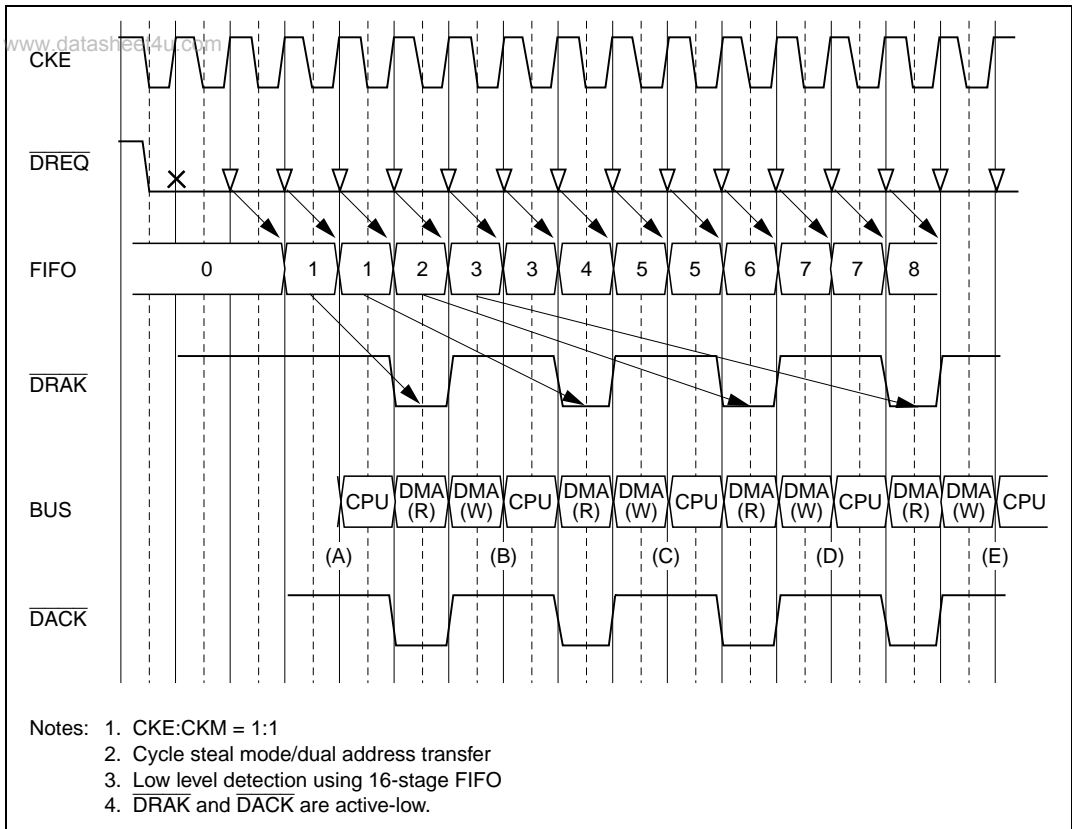 www.datasheet4u.com
CKE
DREQ
FIFO 0 1 1 2 3 3 4 5 5 6 7 7 8
DRAK
BUS CPU DMA (R) DMA (W) CPU DMA (R) DMA (W) CPU DMA (R) DMA (W) CPU DMA (R) DMA (W) CPU
(A) (B) (C) (D) (E)
DACK
Notes: 1. CKE:CKM = 1:1
2. Cycle steal mode/dual address transfer
3. Low level detection using 16-stage FIFO
4. DRAK and DACK are active-low.